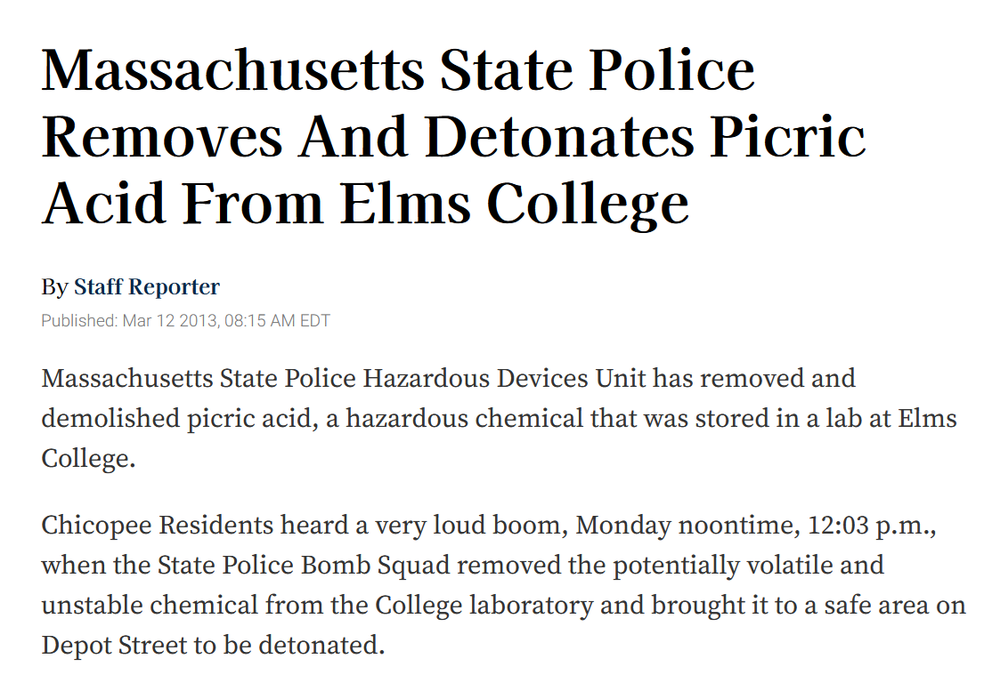 Massachusetts State Police
Removes And Detonates Picric
Acid From Elms College
By Staff Reporter
Published: Mar 12 2013, 08:15 AM EDT
Massachusetts State Police Hazardous Devices Unit has removed and
demolished picric acid, a hazardous chemical that was stored in a lab at Elms
College.
Chicopee Residents heard a very loud boom, Monday noontime, 12:03 p.m.,
when the State Police Bomb Squad removed the potentially volatile and
unstable chemical from the College laboratory and brought it to a safe area on
Depot Street to be detonated.